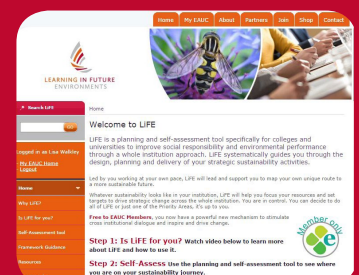 Home My EAUC About Partners Join Shop Contact
LEARNING IN FUTURE
ENVIRONMENTS
Search LiFE
Home
GO
Welcome to LiFE
LiFE is a planning and self-assessment tool specifically for colleges and
universities to improve social responsibility and environmental performance
through a whole institution approach. LiFE systematically guides you through the
design, planning and delivery of your strategic sustainability activities.
Logged in as Lisa Walkley
- My EAUC Home
Logout
Led by you working at your own pace, LiFE will lead and support you to map your own unique route to
a more sustainable future.
Home
Whatever sustainability looks like in your institution, LiFE will help you focus your resources and set
targets to drive strategic change across the whole institution. You are in control. You can decide to do
all of LiFE or just one of the Priority Areas, it's up to you.
Why LiFE?
Is LiFE for you?
Free to EAUC Members, you now have a powerful new mechanism to stimulate
cross institutional dialogue and inspire and drive change.
Member only
e
Self-Assessment tool
Step 1: Is LiFE for you? Watch video below to learn more
about LiFE and how to use it.
Framework Guidance
Resources
Step 2: Self-Assess Use the planning and self-assessment tool to see where
you are on your sustainability journey.